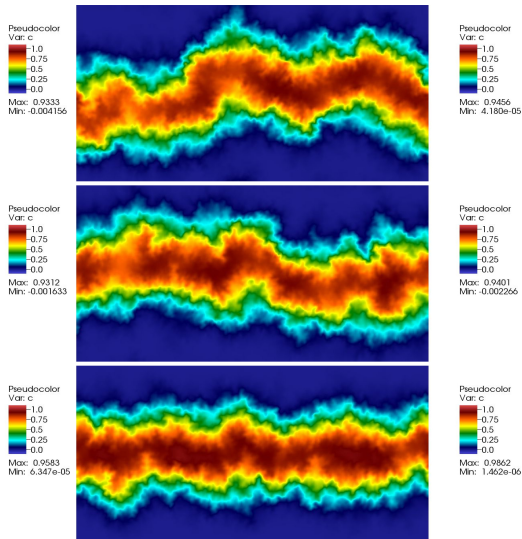 Pseudocolor
Var: c
1.0
0.75
0.5
0.25
0.0
Max: 0.9333
Min: -0.004156
Pseudocolor
Var: c
1.0
0.75
0.5
0.25
0.0
Max: 0.9456
Min: 4.180e-05
Pseudocolor
Var: c
1.0
0.75
0.5
0.25
0.0
Max: 0.9312
Min: -0.001633
Pseudocolor
Var: c
1.0
0.75
0.5
0.25
0.0
Max: 0.9401
Min: -0.002266
Pseudocolor
Var: c
1.0
0.75
0.5
0.25
0.0
Max: 0.9583
Min: 6.347e-05
Pseudocolor
Var: c
1.0
0.75
0.5
0.25
0.0
Max: 0.9862
Min: 1.462e-06